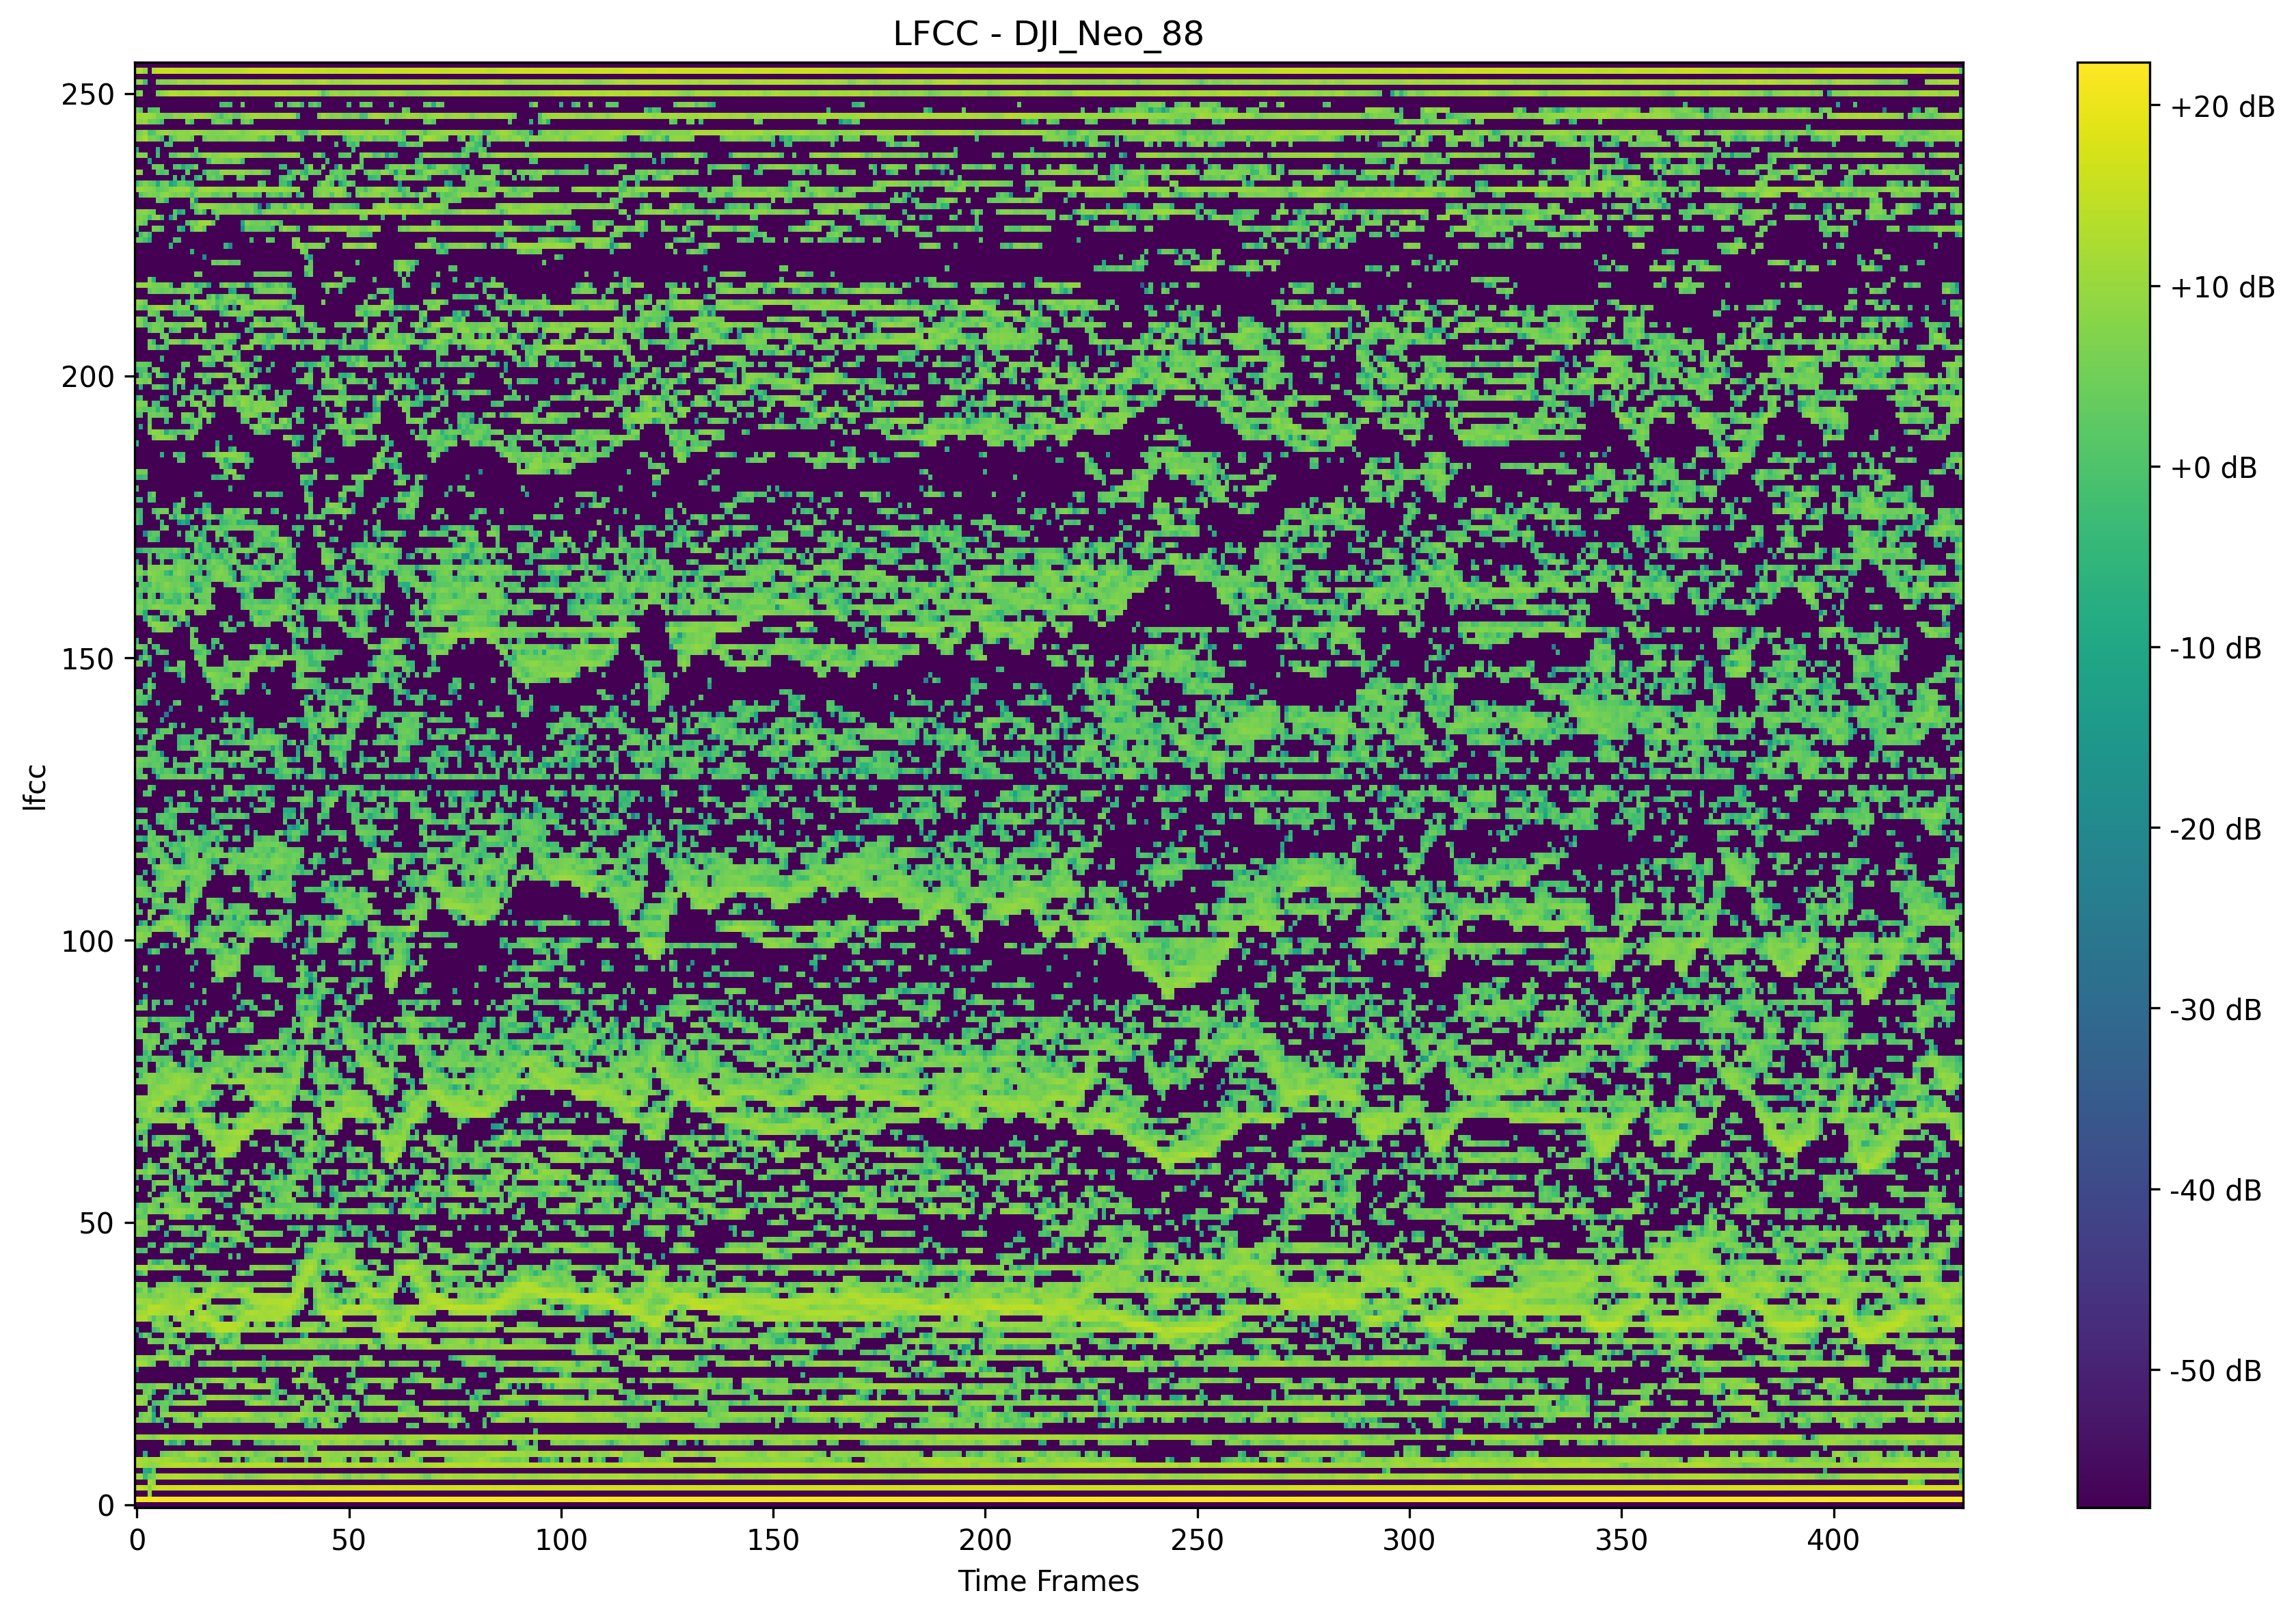 LFCC - DJI_Neo_88
250
200
150
100
50
0
lfcc
0 50 100 150 200 250 300 350 400
Time Frames
+20 dB
+10 dB
+0 dB
-10 dB
-20 dB
-30 dB
-40 dB
-50 dB